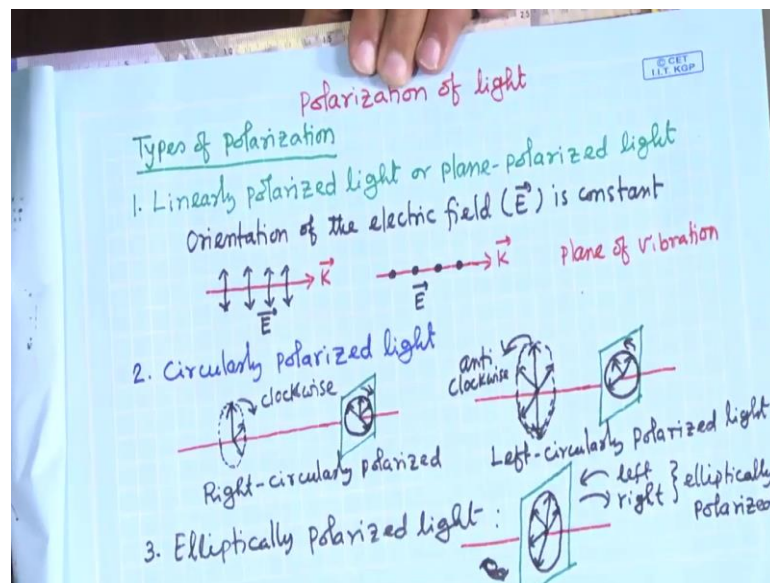 © CET
I.I.T. KGP
Polarization of light
Types of polarization
1. Linearly polarized light or plane-polarized light
Orientation of the electric field (E⃗) is constant
K⃗
K⃗
plane of vibration
E⃗
E⃗
2. Circularly polarized light
clockwise
anti
clockwise
Right-circularly polarized
Left-circularly polarized light
3. Elliptically polarized light :
left
right } elliptically
polarized